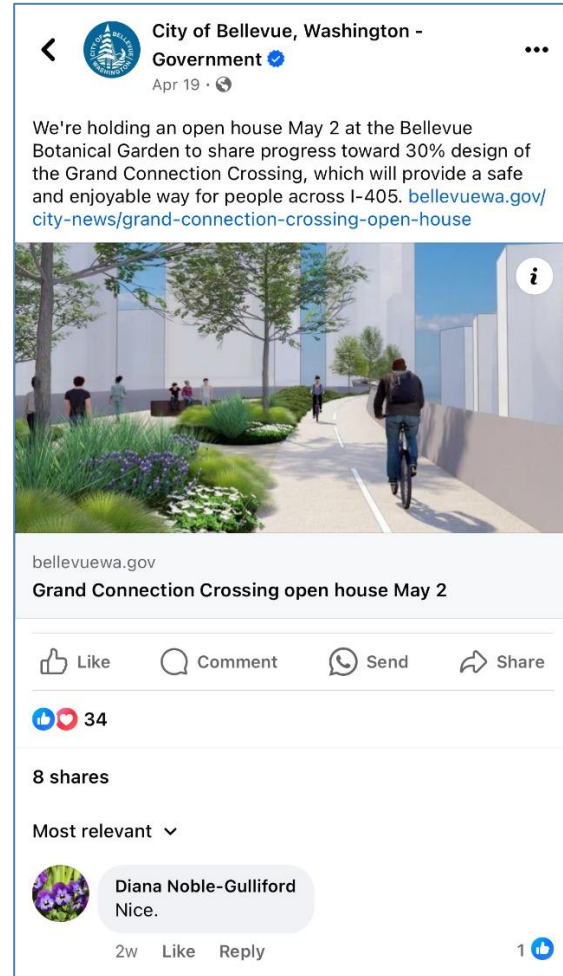 City of Bellevue, Washington -
Government
Apr 19 ·
We're holding an open house May 2 at the Bellevue
Botanical Garden to share progress toward 30% design of
the Grand Connection Crossing, which will provide a safe
and enjoyable way for people across I-405. bellevuewa.gov/
city-news/grand-connection-crossing-open-house
i
bellevuewa.gov
Grand Connection Crossing open house May 2
Like Comment Send Share
34
8 shares
Most relevant
Diana Noble-Gulliford
Nice.
2w Like Reply 1